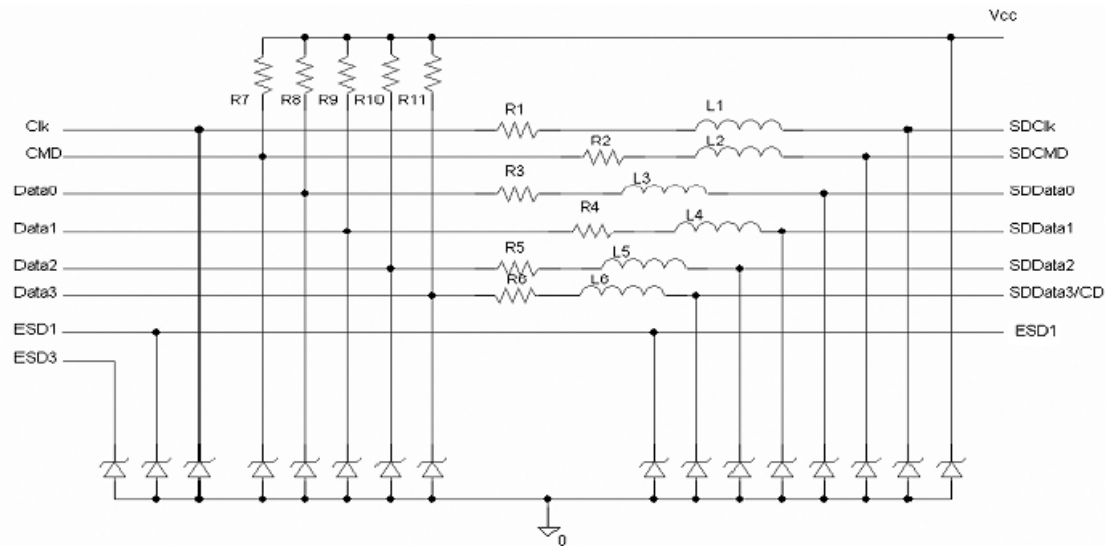 Vcc
R7 R8 R9 R10 R11
Clk R1 L1 SDClk
CMD R2 L2 SDCMD
Data0 R3 L3 SDData0
Data1 R4 L4 SDData1
Data2 R5 L5 SDData2
Data3 R6 L6 SDData3/CD
ESD1 ESD1
ESD3
0